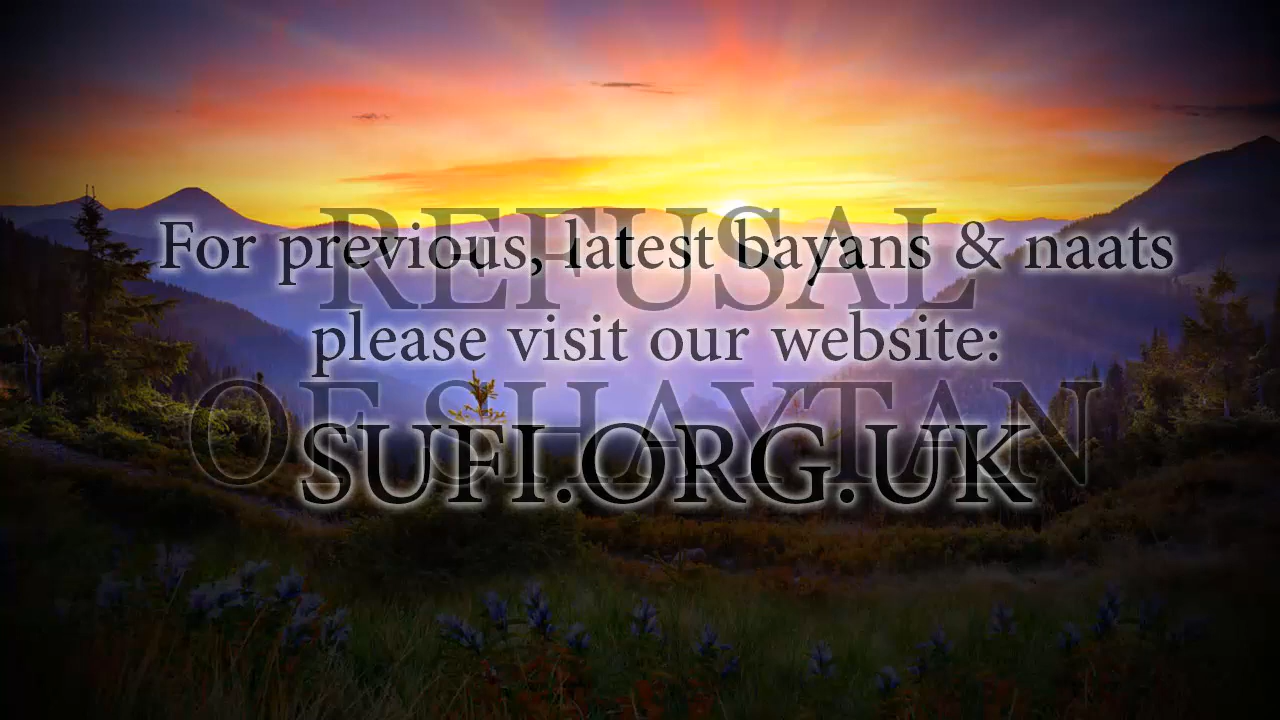 For previous, latest bayans & naats
please visit our website:
SUFI.ORG.UK
REFUSAL
OF SHAYTAN